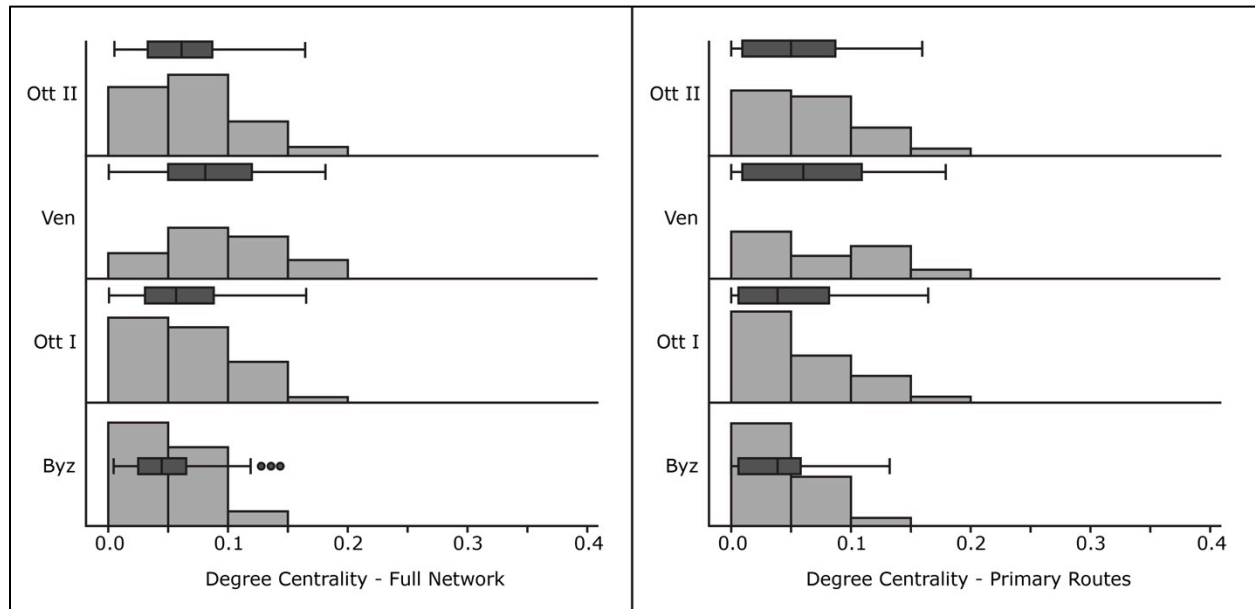 Ott II
Ven
Ott I
Byz
0.0 0.1 0.2 0.3 0.4
Degree Centrality - Full Network
Ott II
Ven
Ott I
Byz
0.0 0.1 0.2 0.3 0.4
Degree Centrality - Primary Routes